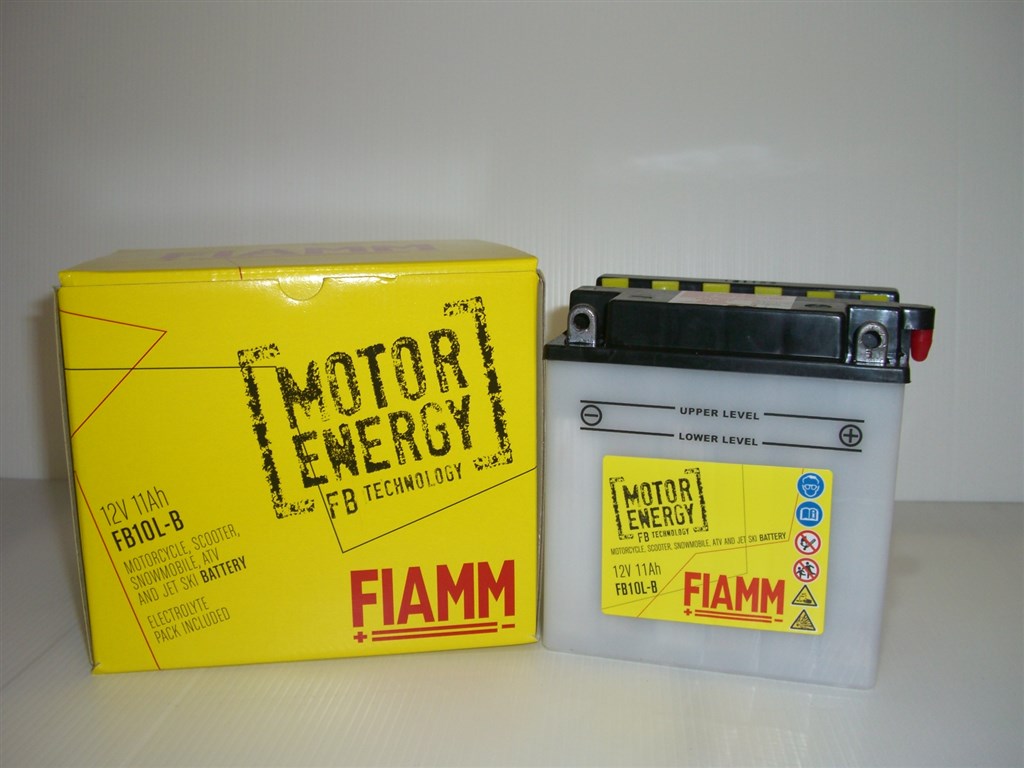 FIAMM
MOTOR
ENERGY
FB TECHNOLOGY
12V 11Ah
FB10L-B
MOTORCYCLE, SCOOTER,
SNOWMOBILE, ATV
AND JET SKI BATTERY
ELECTROLYTE
PACK INCLUDED
FIAMM
+ -
UPPER LEVEL
LOWER LEVEL
- +
MOTOR
ENERGY
FB TECHNOLOGY
MOTORCYCLE, SCOOTER, SNOWMOBILE, ATV AND JET SKI BATTERY
12V 11Ah
FB10L-B
FIAMM
+ -